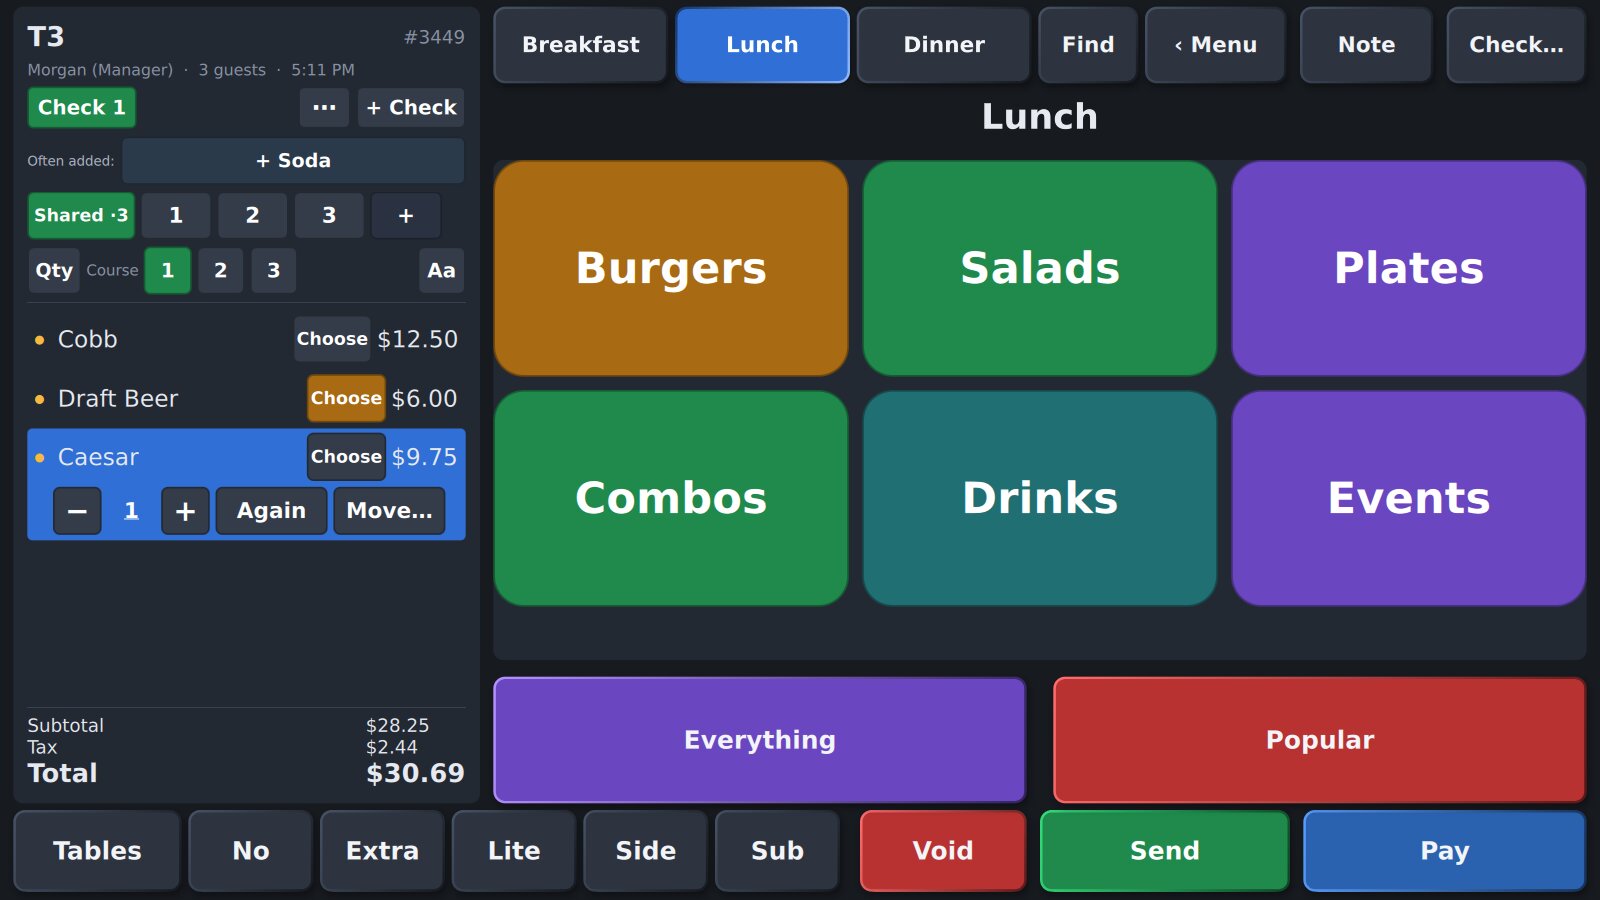 T3 #3449
Morgan (Manager) · 3 guests · 5:11 PM
Check 1 ... + Check
Often added: + Soda
Shared ·3 1 2 3 +
Qty Course 1 2 3 Aa
Cobb Choose $12.50
Draft Beer Choose $6.00
Caesar Choose $9.75
− 1 + Again Move...
Subtotal $28.25
Tax $2.44
Total $30.69
Breakfast Lunch Dinner Find ‹ Menu Note Check...
Lunch
Burgers Salads Plates
Combos Drinks Events
Everything Popular
Tables No Extra Lite Side Sub Void Send Pay